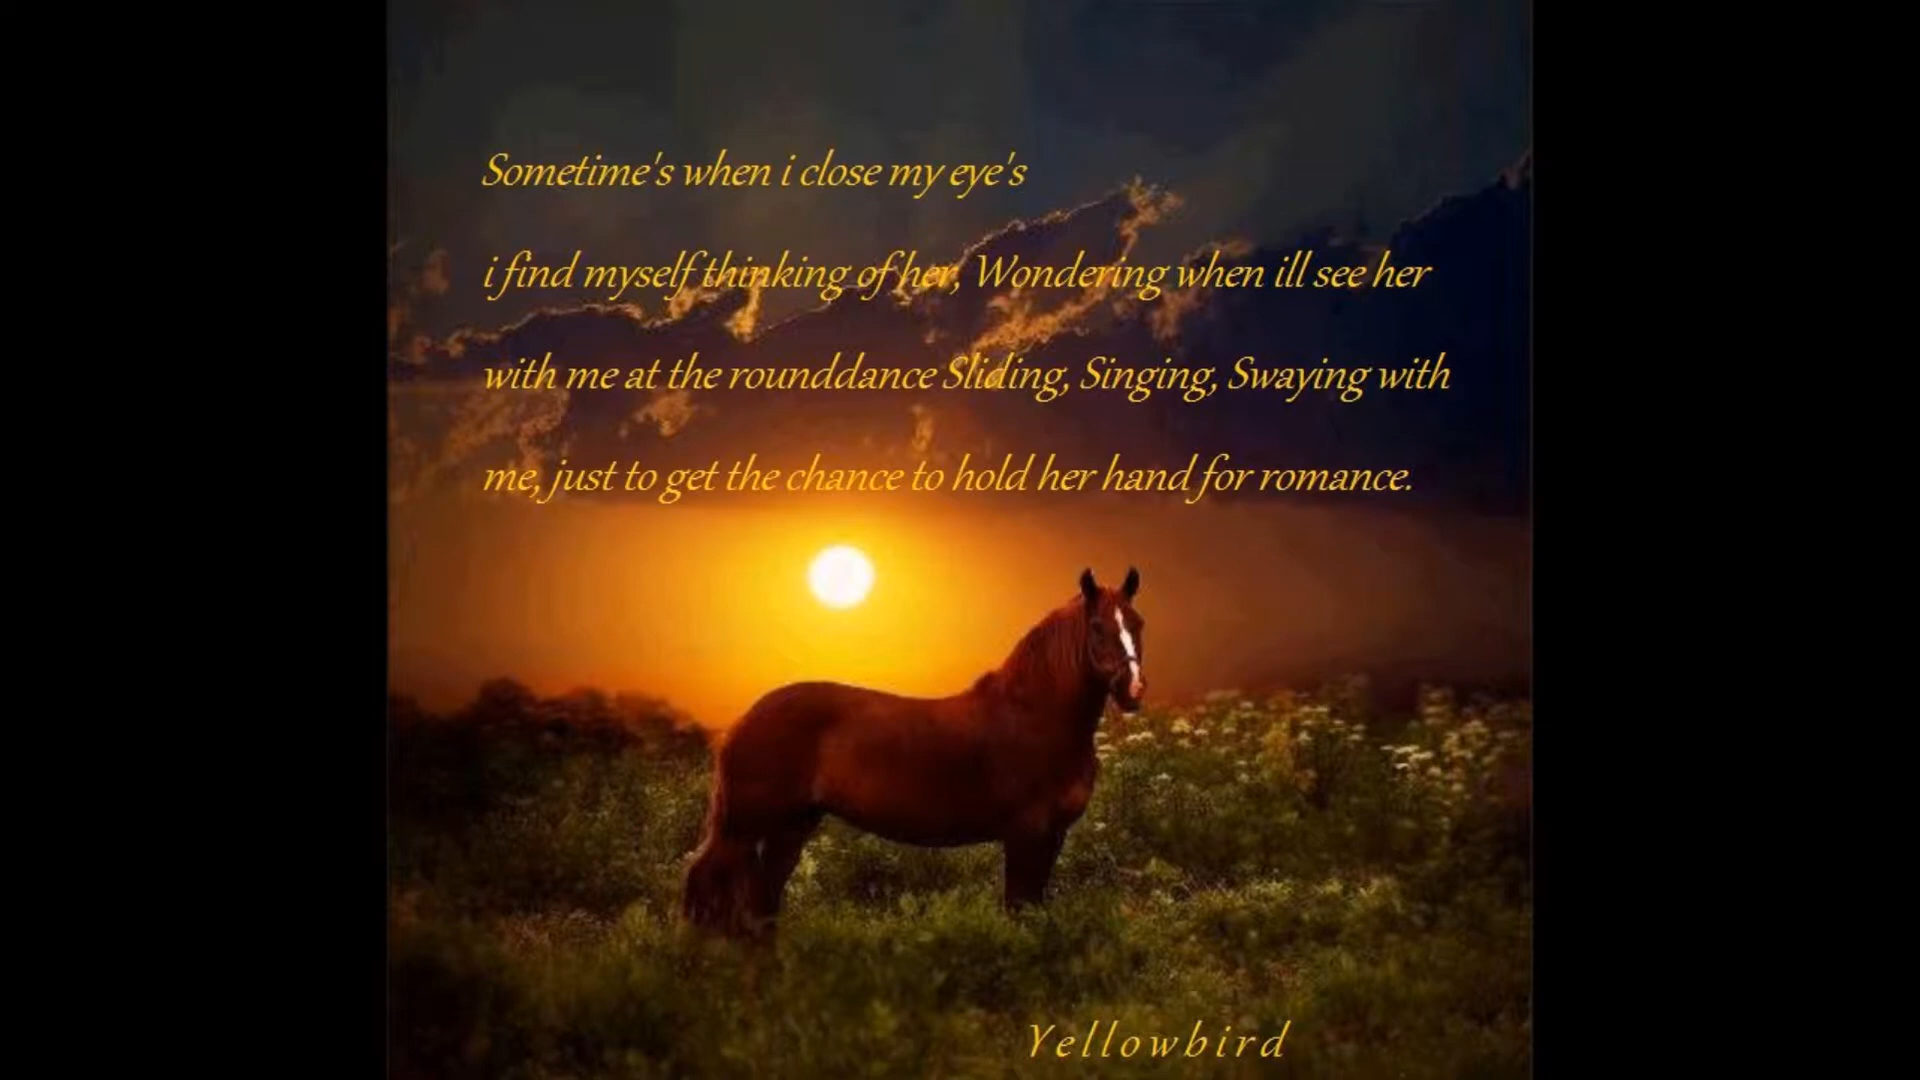 Sometime's when i close my eye's
i find myself thinking of her, Wondering when ill see her
with me at the rounddance Sliding, Singing, Swaying with
me, just to get the chance to hold her hand for romance.
Yellowbird